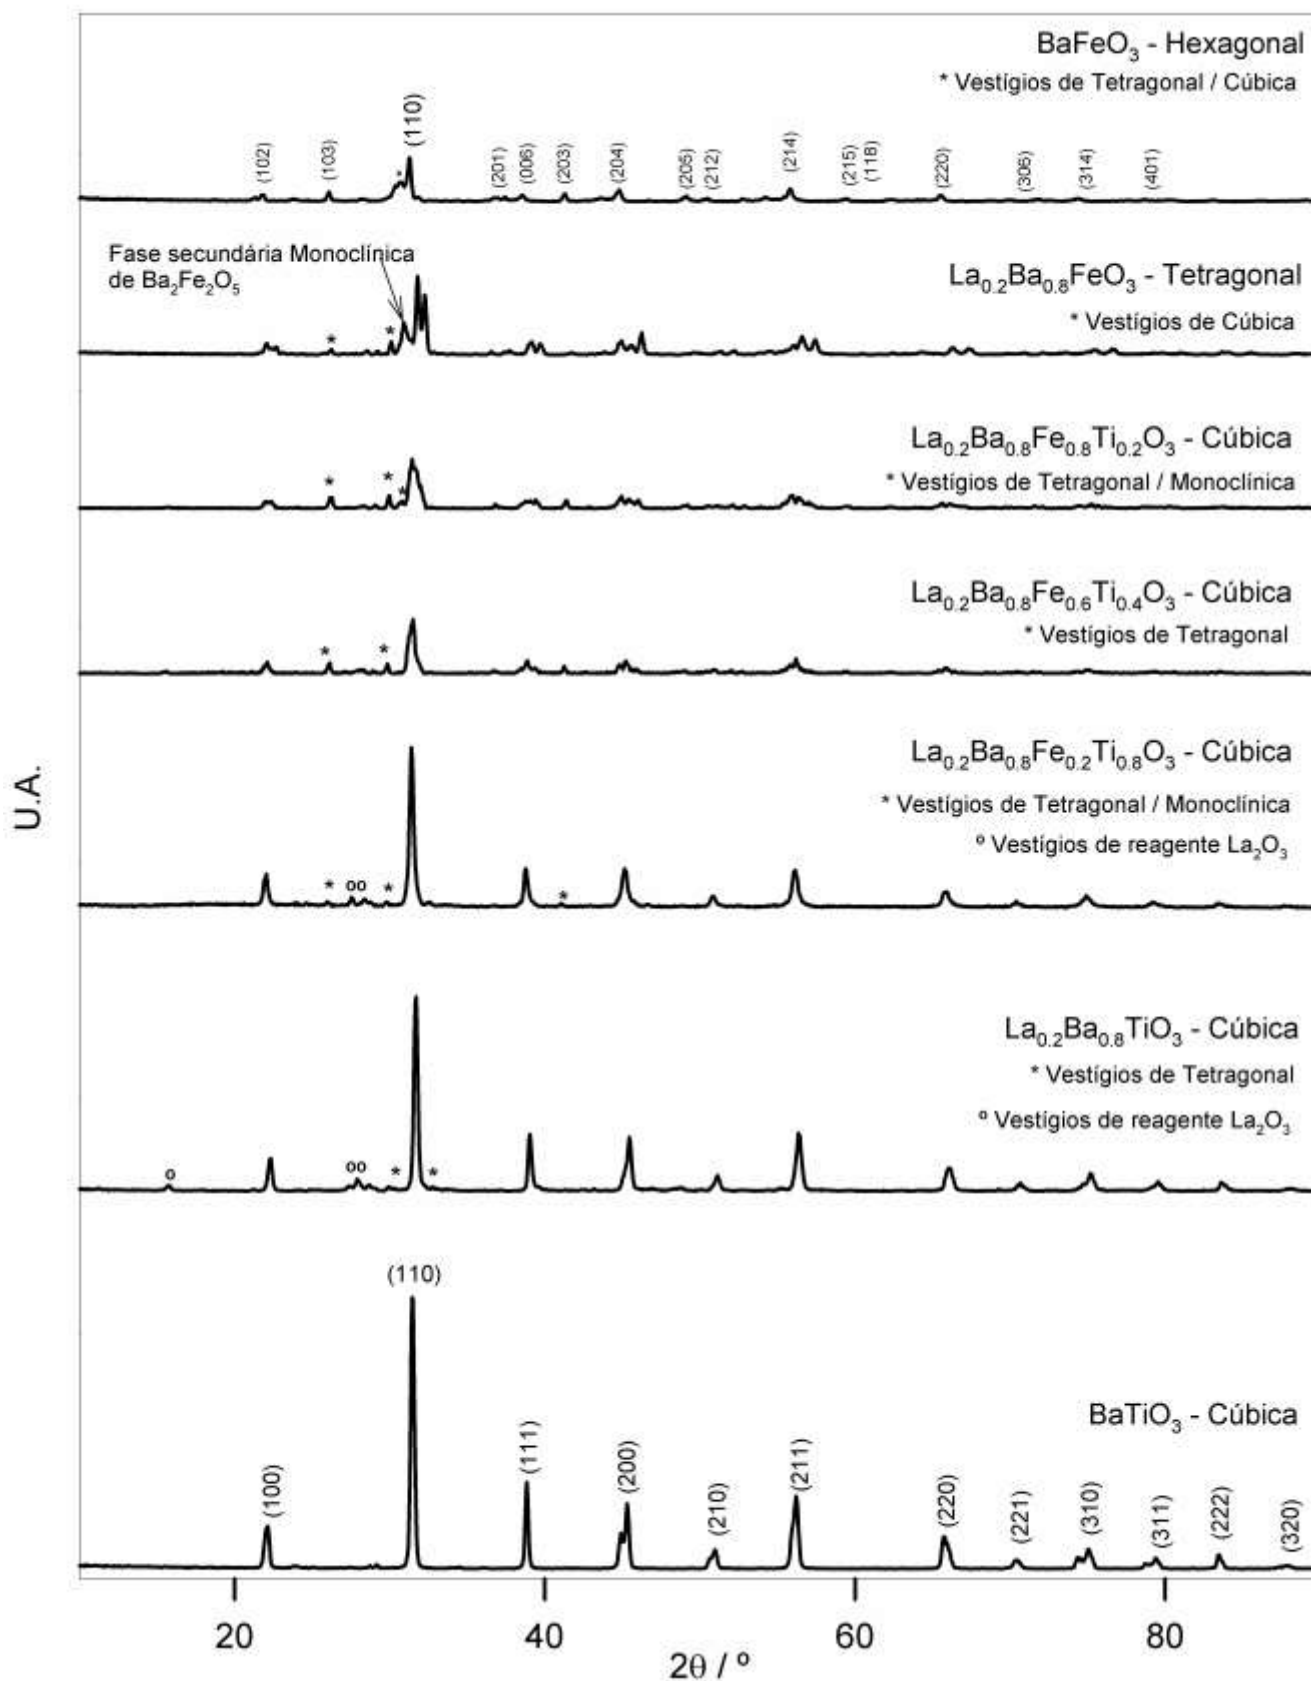 BaFeO₃ - Hexagonal
* Vestígios de Tetragonal / Cúbica
(102) (103) * (110) (201) (006) (203) (204) (205) (212) (214) (215) (118) (220) (306) (314) (401)
Fase secundária Monoclínica
de Ba₂Fe₂O₅
La₀.₂Ba₀.₈FeO₃ - Tetragonal
* Vestígios de Cúbica
* *
La₀.₂Ba₀.₈Fe₀.₈Ti₀.₂O₃ - Cúbica
* Vestígios de Tetragonal / Monoclínica
* * *
La₀.₂Ba₀.₈Fe₀.₆Ti₀.₄O₃ - Cúbica
* Vestígios de Tetragonal
* *
La₀.₂Ba₀.₈Fe₀.₂Ti₀.₈O₃ - Cúbica
* Vestígios de Tetragonal / Monoclínica
º Vestígios de reagente La₂O₃
* oo * *
U.A.
La₀.₂Ba₀.₈TiO₃ - Cúbica
* Vestígios de Tetragonal
º Vestigios de reagente La₂O₃
o oo * *
BaTiO₃ - Cúbica
(100) (110) (111) (200) (210) (211) (220) (221) (310) (311) (222) (320)
20 40 60 80
2θ / º